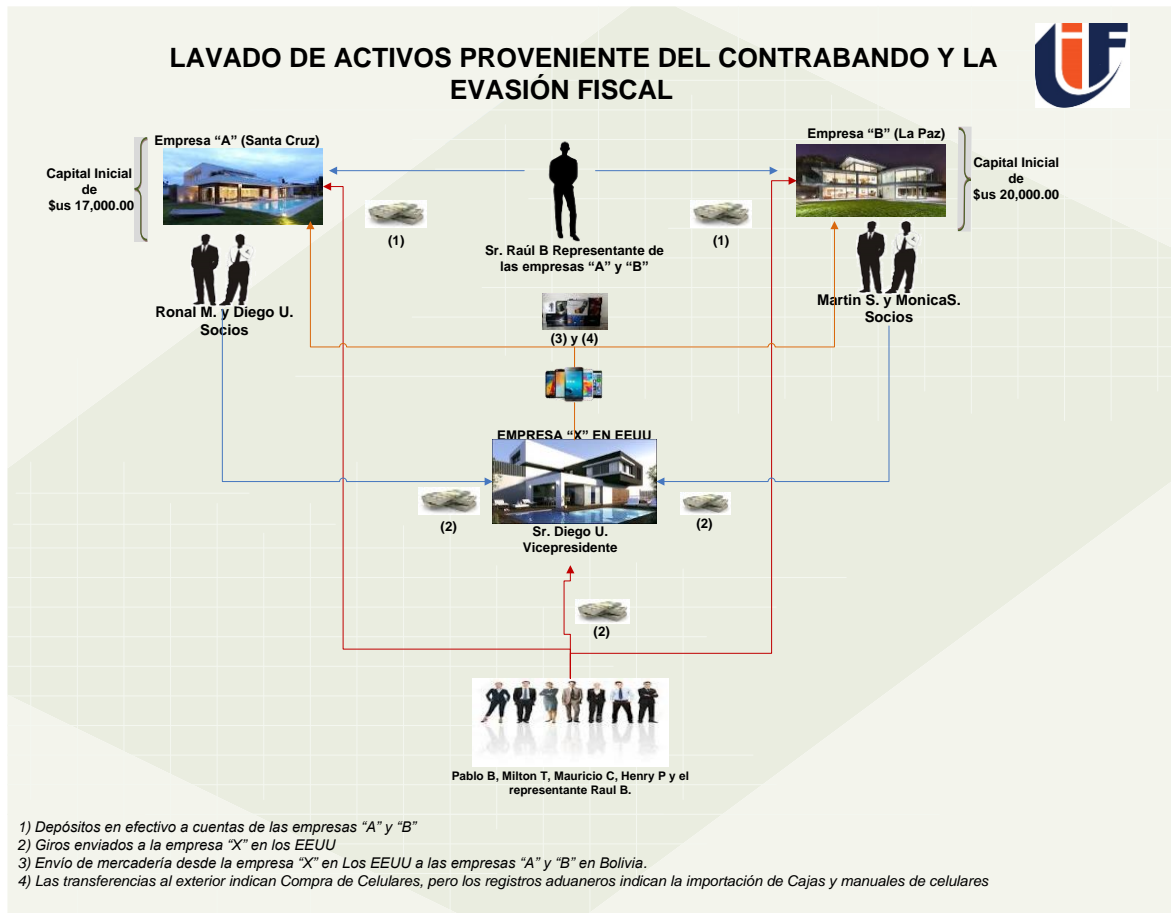 LAVADO DE ACTIVOS PROVENIENTE DEL CONTRABANDO Y LA
EVASIÓN FISCAL
UIF
Empresa “A” (Santa Cruz)
Capital Inicial
de
$us 17,000.00
Empresa “B” (La Paz)
Capital Inicial
de
$us 20,000.00
(1)
(1)
Sr. Raúl B Representante de
las empresas “A” y “B”
Ronal M. y Diego U.
Socios
Martin S. y MonicaS.
Socios
(3) y (4)
EMPRESA “X” EN EEUU
(2)
(2)
Sr. Diego U.
Vicepresidente
(2)
Pablo B, Milton T, Mauricio C, Henry P y el
representante Raul B.
1) Depósitos en efectivo a cuentas de las empresas “A” y “B”
2) Giros enviados a la empresa “X” en los EEUU
3) Envío de mercadería desde la empresa “X” en Los EEUU a las empresas “A” y “B” en Bolivia.
4) Las transferencias al exterior indican Compra de Celulares, pero los registros aduaneros indican la importación de Cajas y manuales de celulares